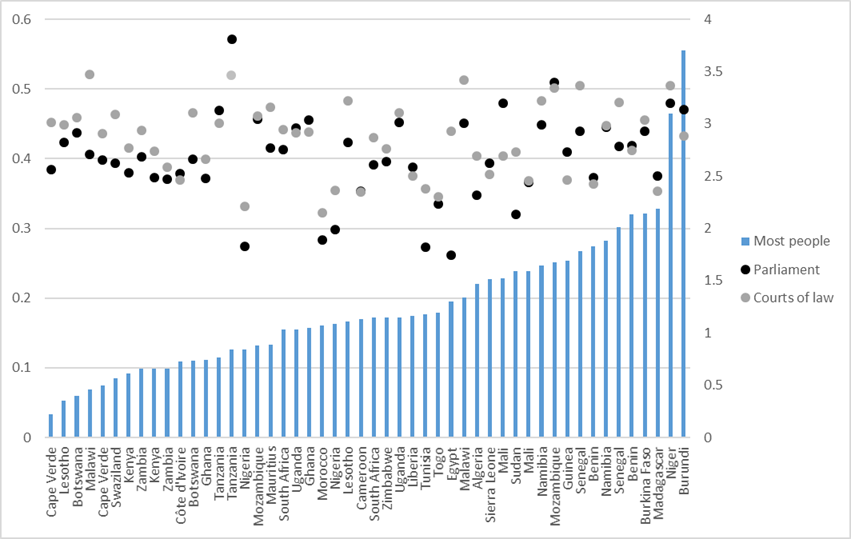 0.6
0.5
0.4
0.3
0.2
0.1
0
4
3.5
3
2.5
2
1.5
1
0.5
0
Most people
Parliament
Courts of law
Cape Verde
Lesotho
Botswana
Malawi
Cape Verde
Swaziland
Kenya
Zambia
Kenya
Zambia
Côte d'Ivoire
Botswana
Ghana
Tanzania
Tanzania
Nigeria
Mozambique
Mauritius
South Africa
Uganda
Ghana
Morocco
Nigeria
Lesotho
Cameroon
South Africa
Zimbabwe
Uganda
Liberia
Tunisia
Togo
Egypt
Malawi
Algeria
Sierra Leone
Mali
Sudan
Mali
Namibia
Mozambique
Guinea
Senegal
Benin
Namibia
Senegal
Benin
Burkina Faso
Madagascar
Niger
Burundi